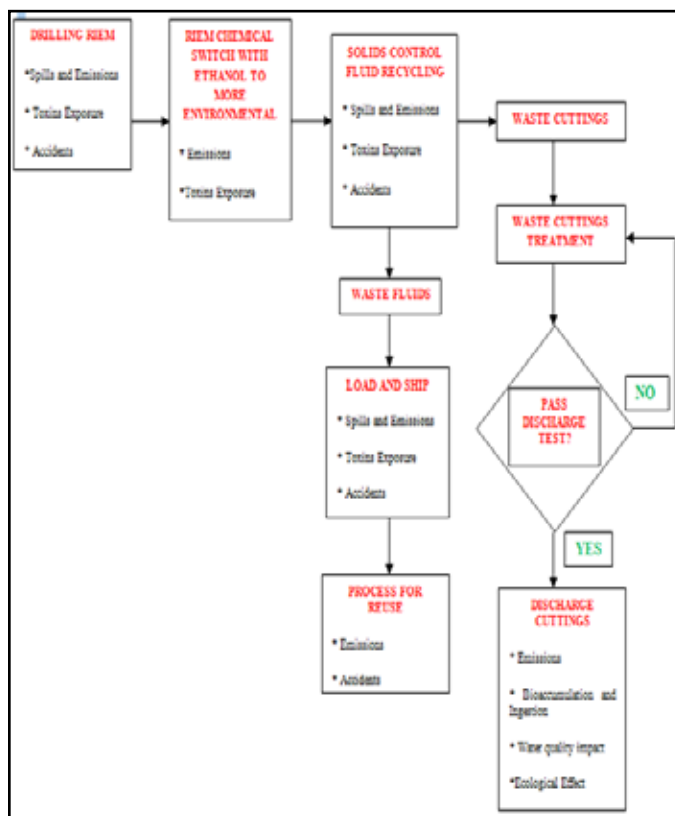 DRILLING RIEM
*Spills and Emissions
* Toxins Exposure
* Accidents
RIEM CHEMICAL
SWITCH WITH
ETHANOL TO
MORE
ENVIRONMENTAL
* Emissions
*Toxins Exposure
SOLIDS CONTROL
FLUID RECYCLING
* Spills and Emissions
* Toxins Exposure
* Accidents
WASTE CUTTINGS
WASTE CUTTINGS
TREATMENT
WASTE FLUIDS
LOAD AND SHIP
* Spills and Emissions
* Toxins Exposure
* Accidents
PASS
DISCHARGE
TEST?
NO
YES
PROCESS FOR
REUSE
* Emissions
* Accidents
DISCHARGE
CUTTINGS
* Emissions
* Bioaccumulation and
Ingestion
* Water quality impact
*Ecological Effect